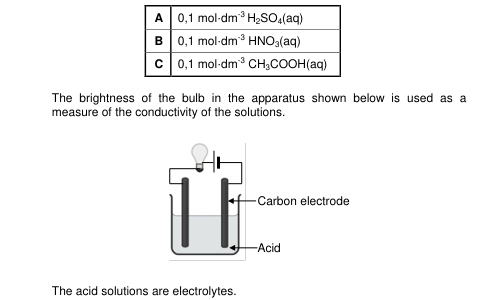 A 0,1 mol·dm⁻³ H₂SO₄(aq)
B 0,1 mol·dm⁻³ HNO₃(aq)
C 0,1 mol·dm⁻³ CH₃COOH(aq)
The brightness of the bulb in the apparatus shown below is used as a
measure of the conductivity of the solutions.
Carbon electrode
Acid
The acid solutions are electrolytes.